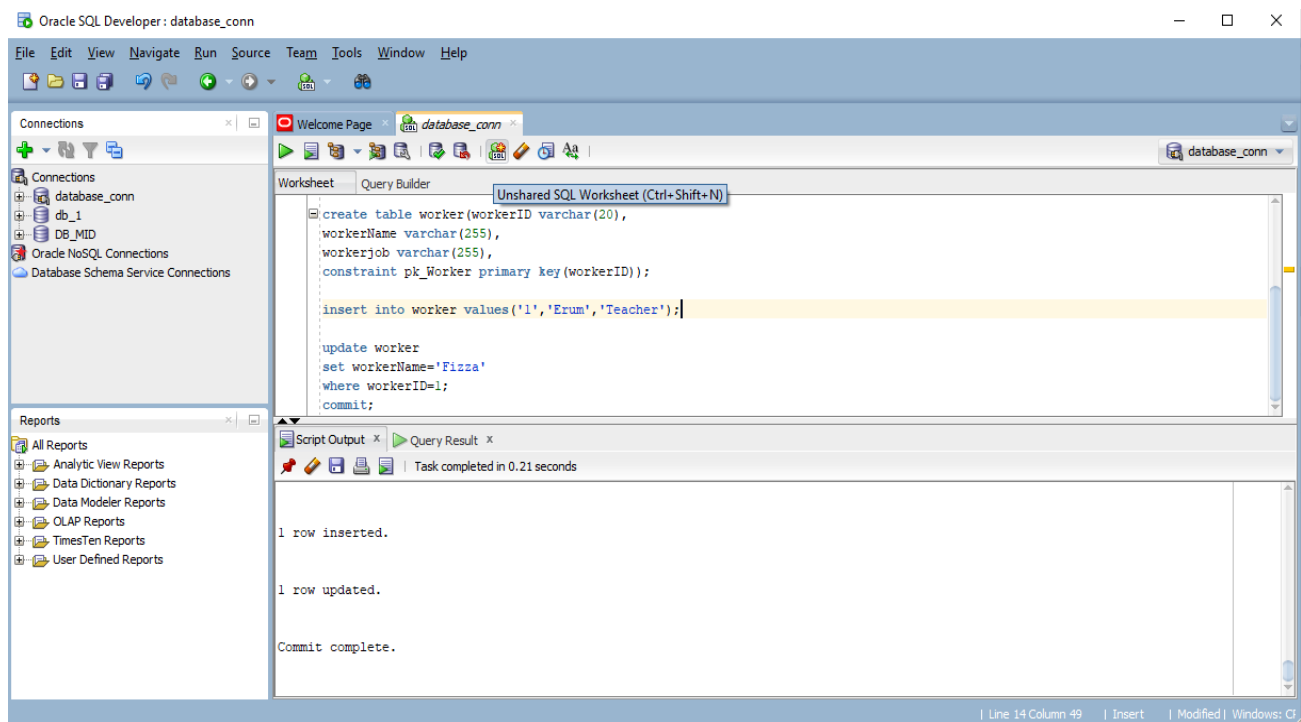 Oracle SQL Developer : database_conn
File Edit View Navigate Run Source Team Tools Window Help
Connections
Connections
database_conn
db_1
DB_MID
Oracle NoSQL Connections
Database Schema Service Connections
Reports
All Reports
Analytic View Reports
Data Dictionary Reports
Data Modeler Reports
OLAP Reports
TimesTen Reports
User Defined Reports
Welcome Page database_conn
database_conn
Worksheet Query Builder
Unshared SQL Worksheet (Ctrl+Shift+N)
create table worker(workerID varchar(20),
workerName varchar(255),
workerjob varchar(255),
constraint pk_Worker primary key(workerID));
insert into worker values('1','Erum','Teacher');
update worker
set workerName='Fizza'
where workerID=1;
commit;
Script Output x Query Result x
Task completed in 0.21 seconds
1 row inserted.
1 row updated.
Commit complete.
| Line 14 Column 49 | Insert | Modified | Windows: CF